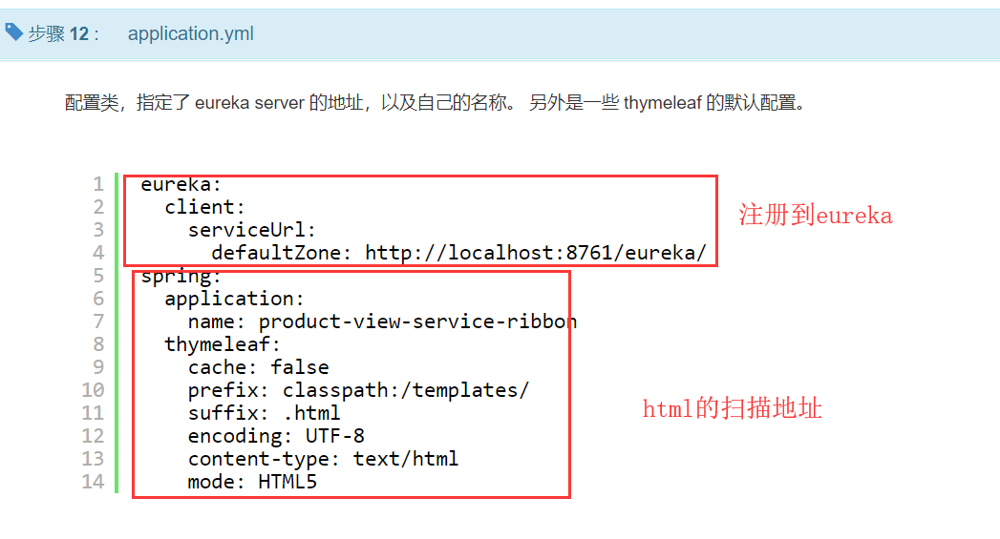 步骤 12 : application.yml
配置类，指定了 eureka server 的地址，以及自己的名称。 另外是一些 thymeleaf 的默认配置。
1 eureka:
2   client:
注册到eureka
3     serviceUrl:
4       defaultZone: http://localhost:8761/eureka/
5 spring:
6   application:
7     name: product-view-service-ribbon
8   thymeleaf:
9     cache: false
10     prefix: classpath:/templates/
11     suffix: .html
html的扫描地址
12     encoding: UTF-8
13     content-type: text/html
14     mode: HTML5